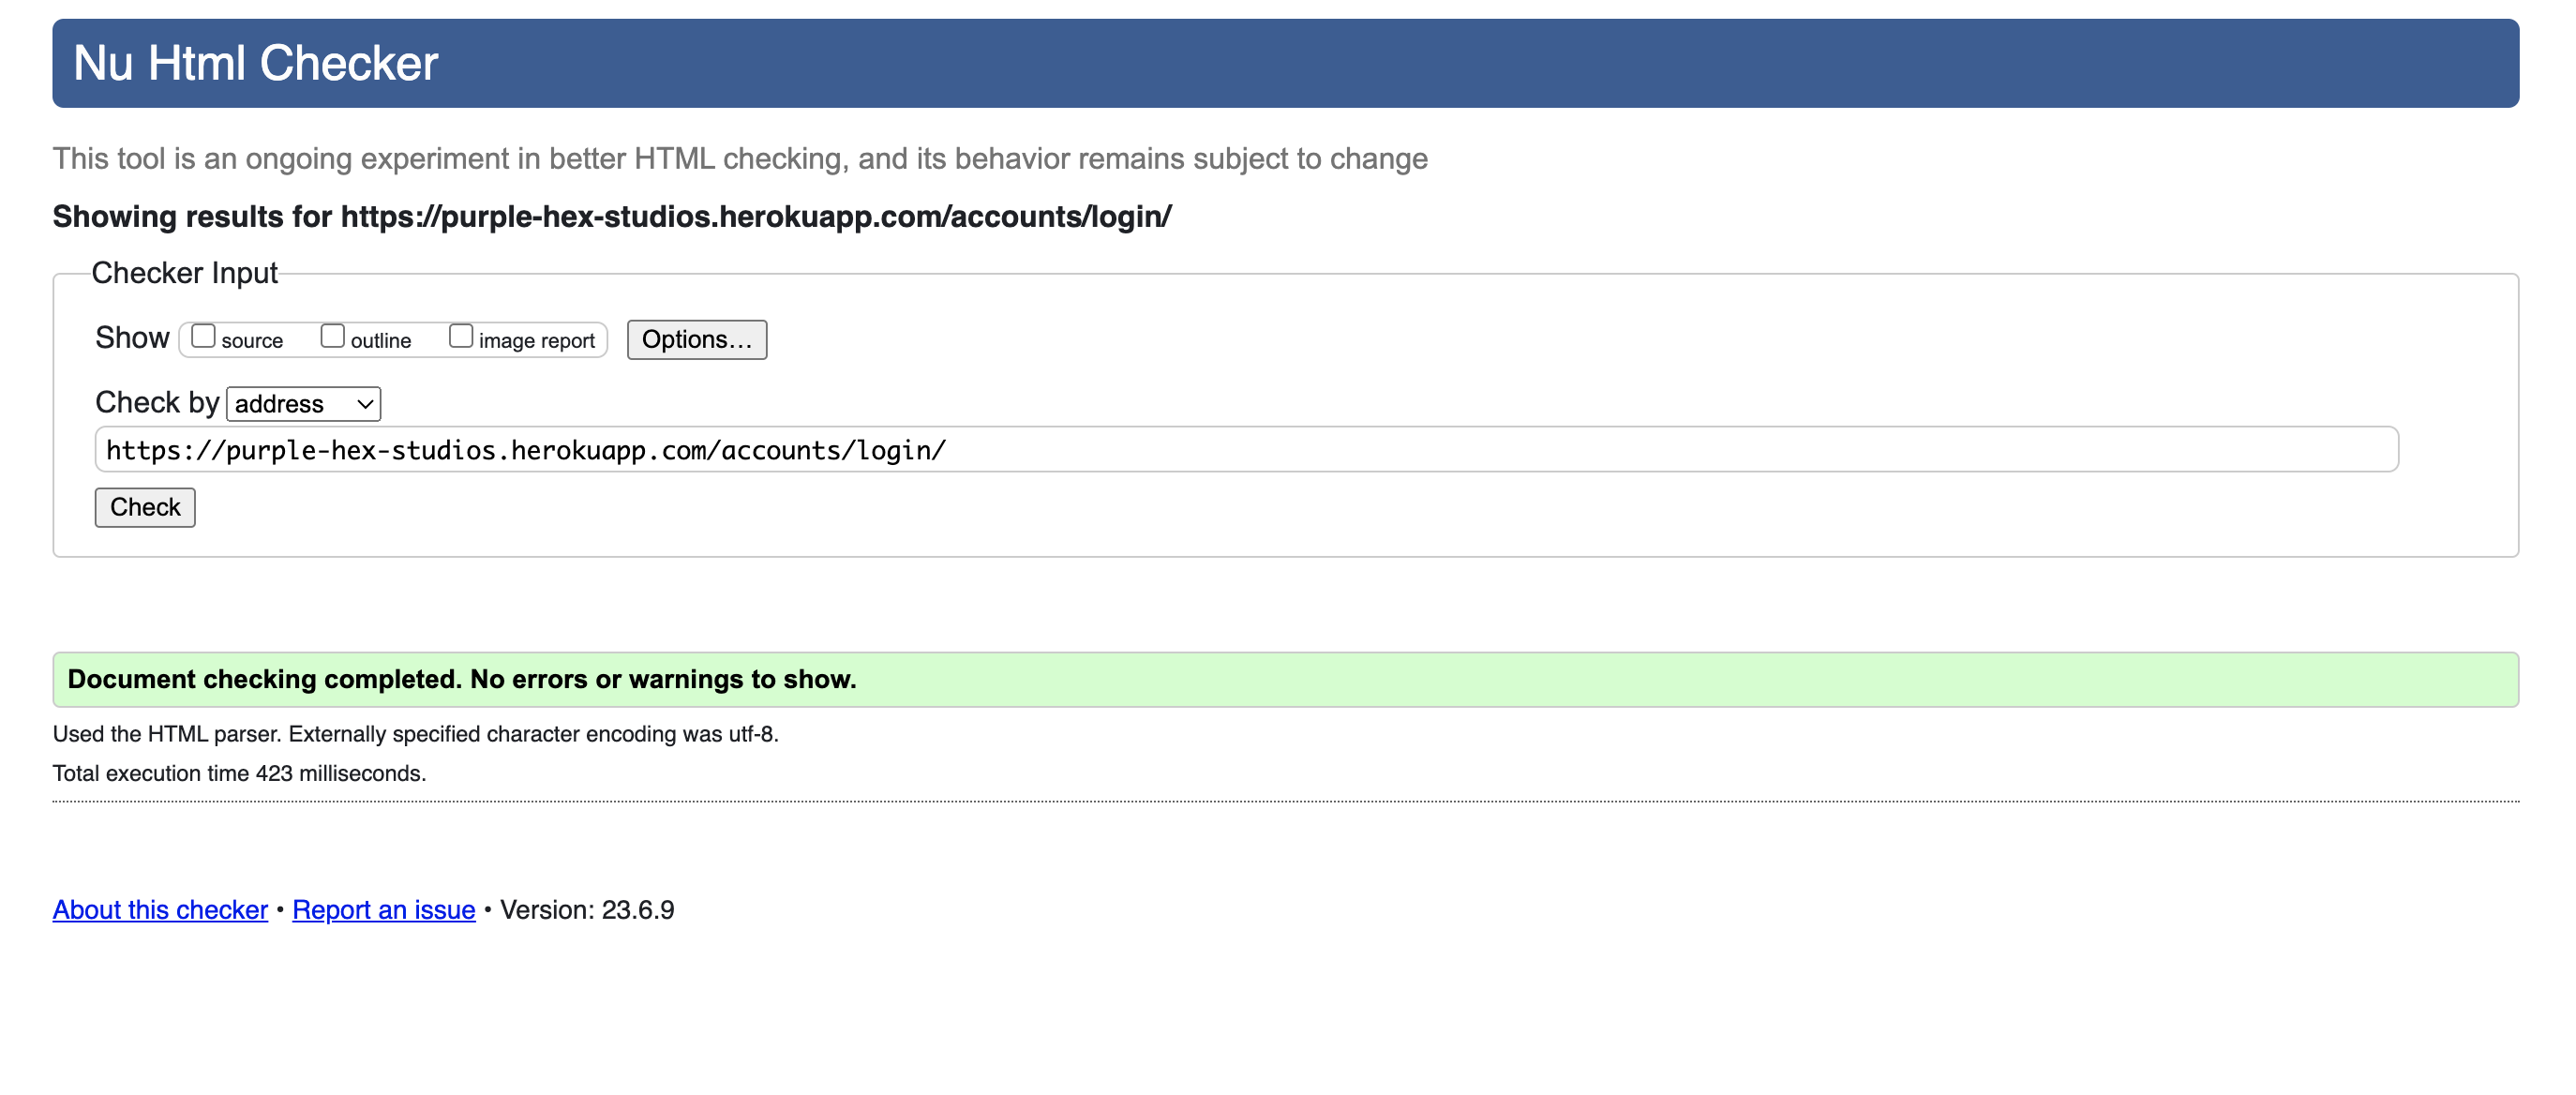 Nu Html Checker
This tool is an ongoing experiment in better HTML checking, and its behavior remains subject to change
Showing results for https://purple-hex-studios.herokuapp.com/accounts/login/
Checker Input
Show source outline image report Options…
Check by address
https://purple-hex-studios.herokuapp.com/accounts/login/
Check
Document checking completed. No errors or warnings to show.
Used the HTML parser. Externally specified character encoding was utf-8.
Total execution time 423 milliseconds.
About this checker • Report an issue • Version: 23.6.9